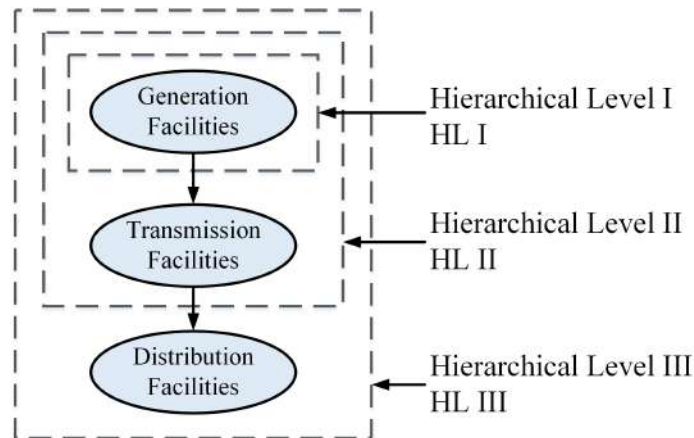 Generation
Facilities
Hierarchical Level I
HL I
Transmission
Facilities
Hierarchical Level II
HL II
Distribution
Facilities
Hierarchical Level III
HL III